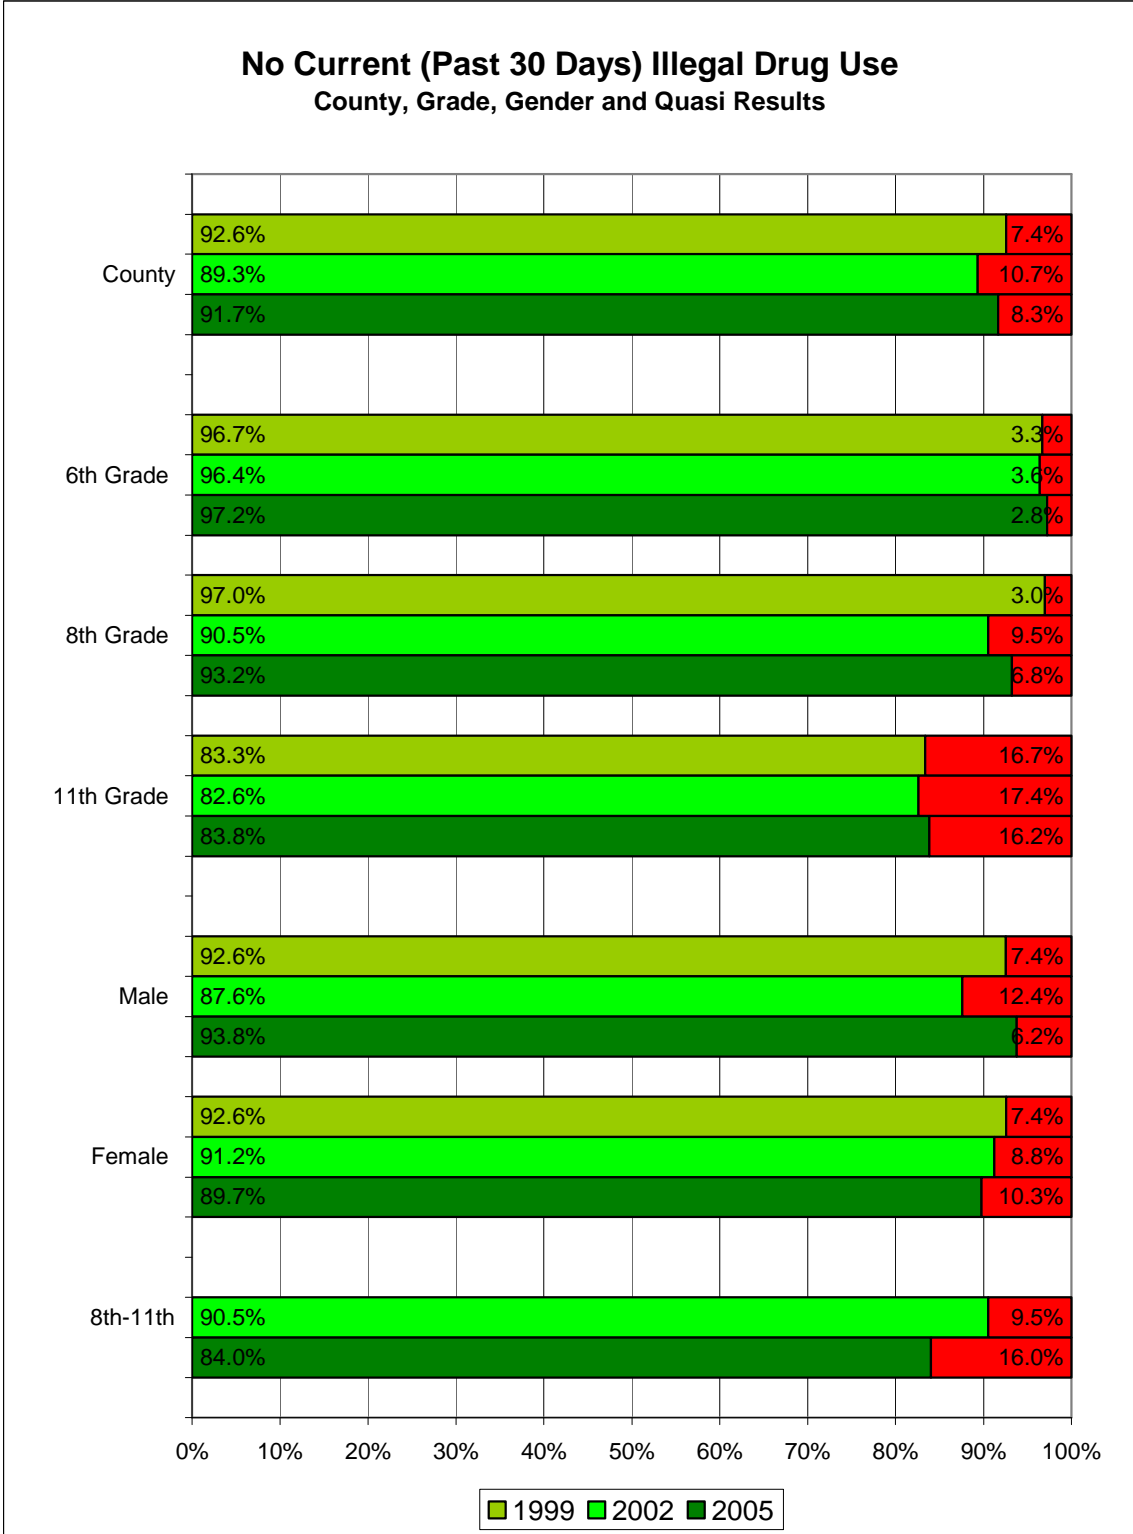 No Current (Past 30 Days) Illegal Drug Use
County, Grade, Gender and Quasi Results
92.6% 7.4%
County 89.3% 10.7%
91.7% 8.3%
96.7% 3.3%
6th Grade 96.4% 3.6%
97.2% 2.8%
97.0% 3.0%
8th Grade 90.5% 9.5%
93.2% 6.8%
83.3% 16.7%
11th Grade 82.6% 17.4%
83.8% 16.2%
92.6% 7.4%
Male 87.6% 12.4%
93.8% 6.2%
92.6% 7.4%
Female 91.2% 8.8%
89.7% 10.3%
8th-11th 90.5% 9.5%
84.0% 16.0%
0% 10% 20% 30% 40% 50% 60% 70% 80% 90% 100%
1999 2002 2005